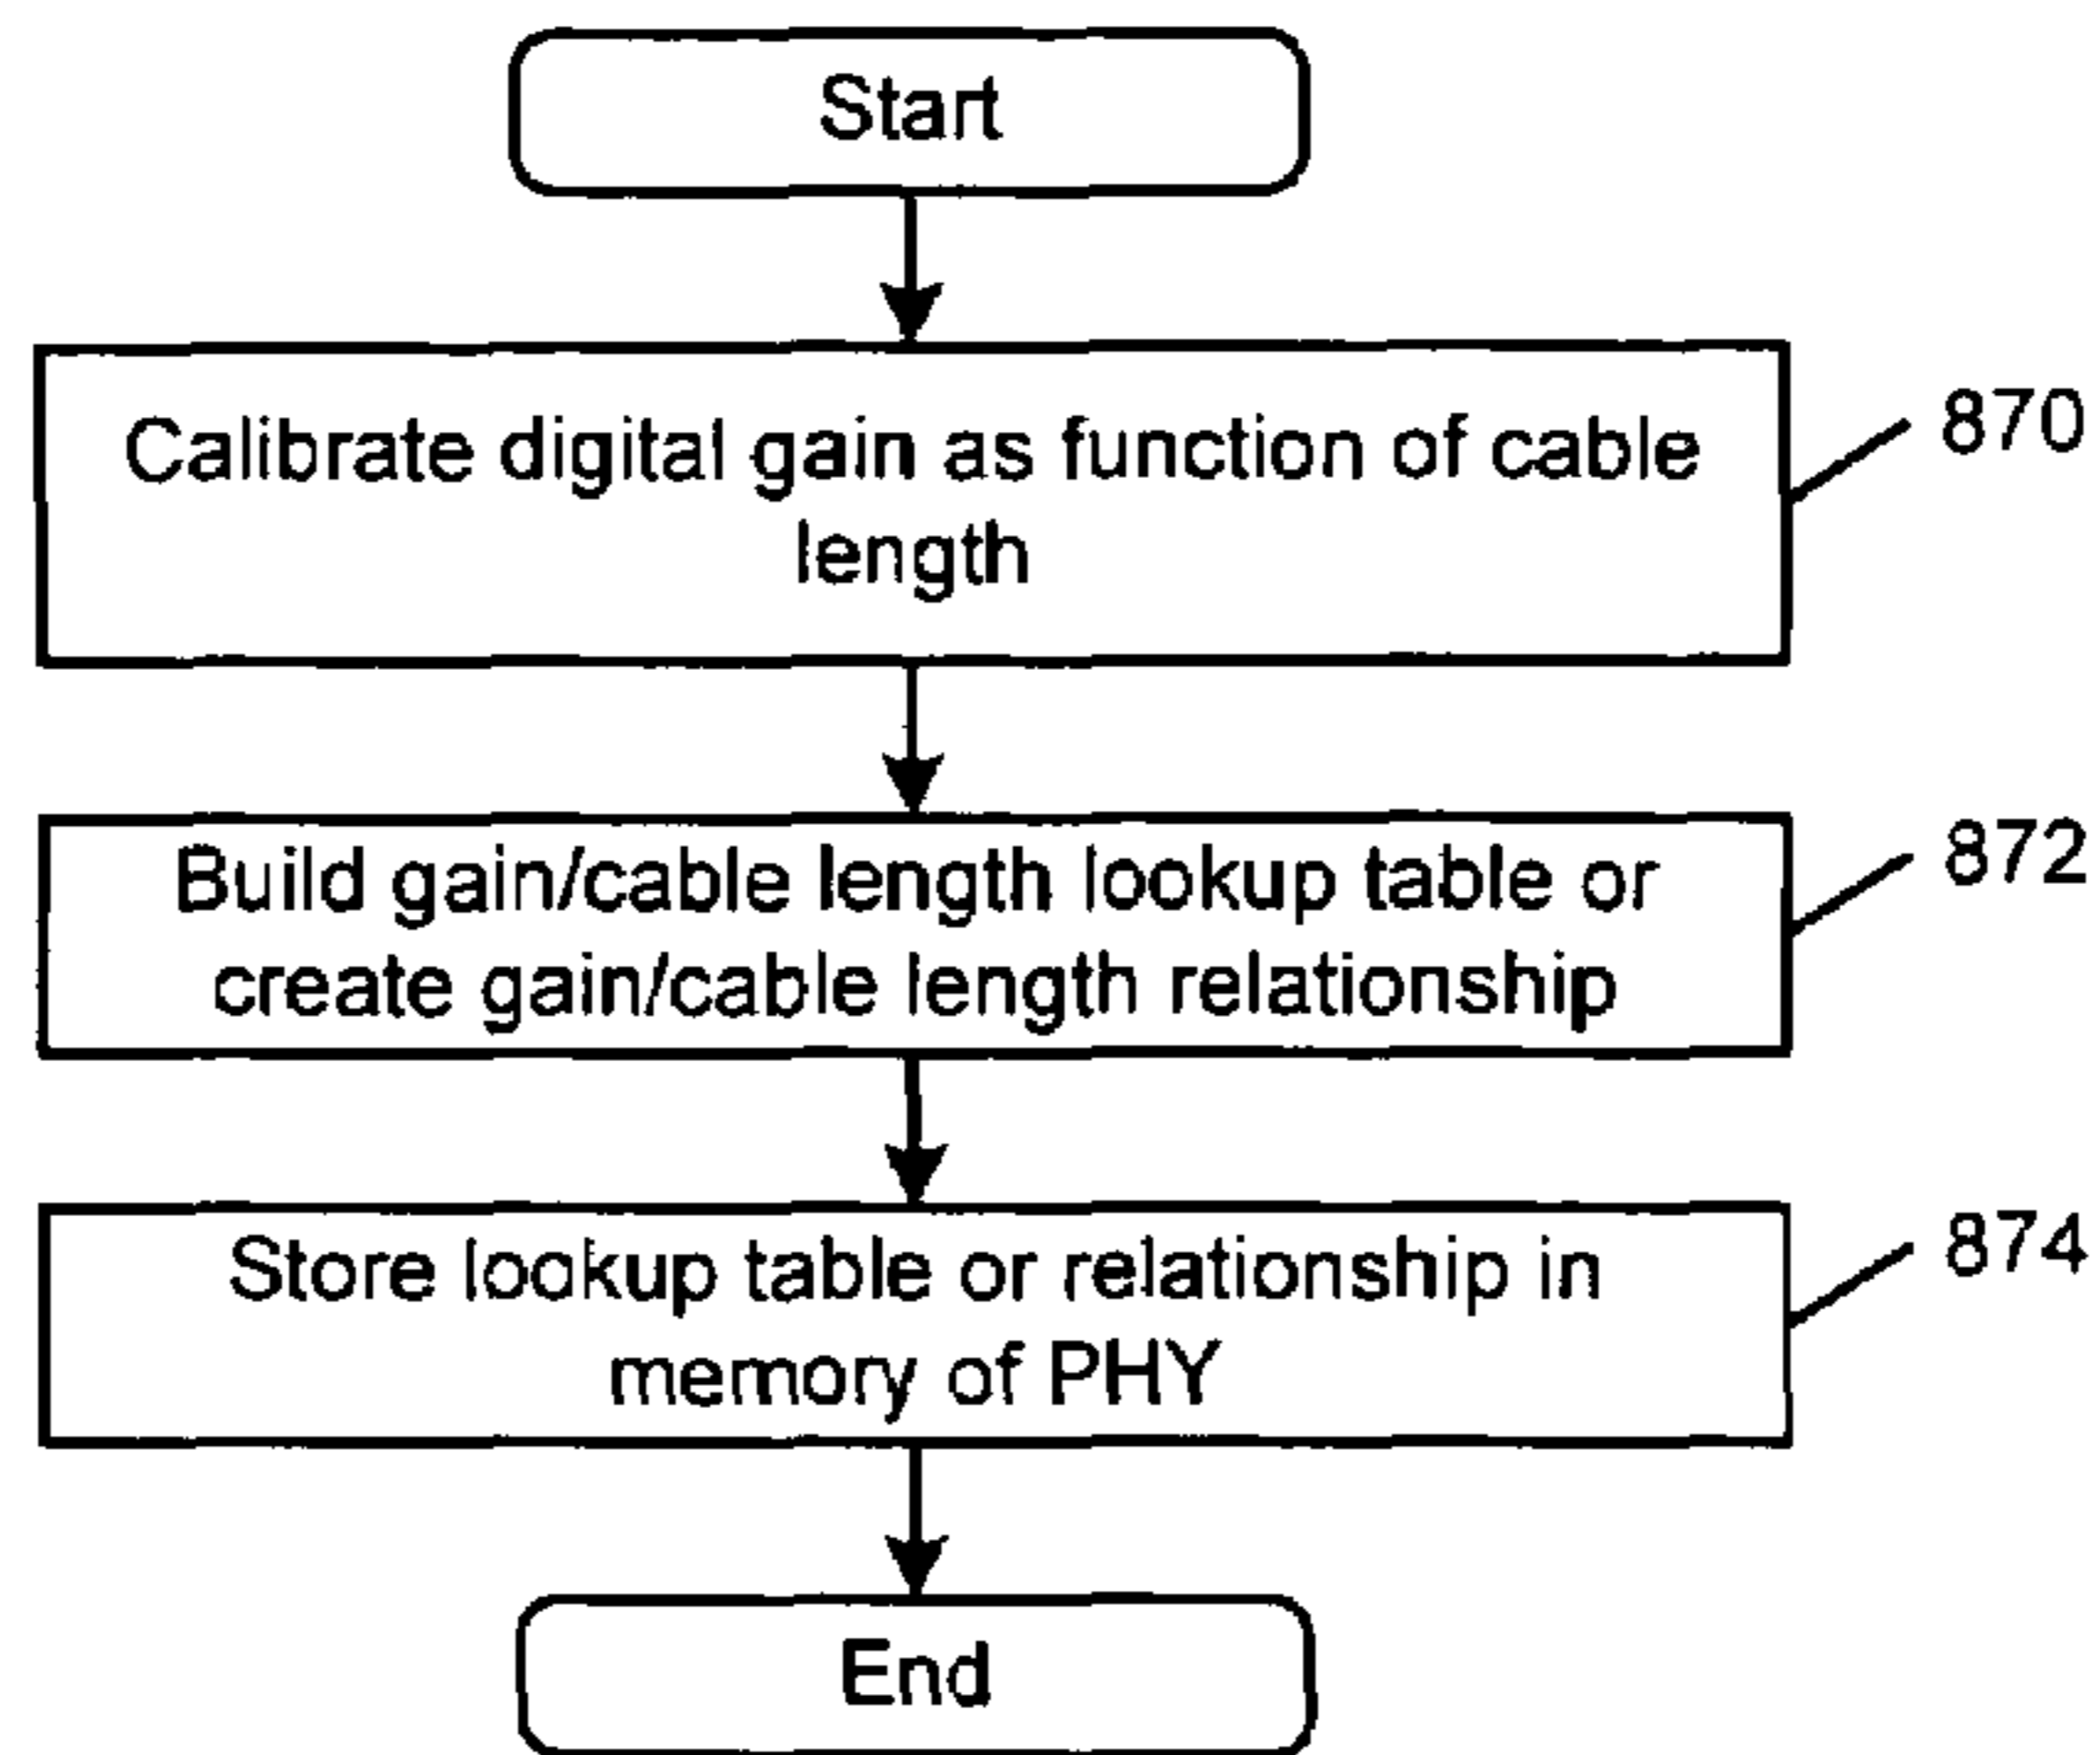 Start
Calibrate digital gain as function of cable
length
870
Build gain/cable length lookup table or
create gain/cable length relationship
872
Store lookup table or relationship in
memory of PHY
874
End